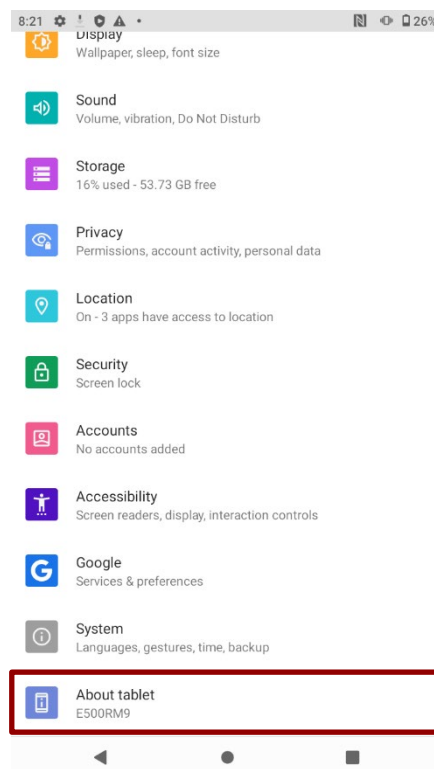 8:21 26%
Display
Wallpaper, sleep, font size
Sound
Volume, vibration, Do Not Disturb
Storage
16% used - 53.73 GB free
Privacy
Permissions, account activity, personal data
Location
On - 3 apps have access to location
Security
Screen lock
Accounts
No accounts added
Accessibility
Screen readers, display, interaction controls
Google
Services & preferences
System
Languages, gestures, time, backup
About tablet
E500RM9